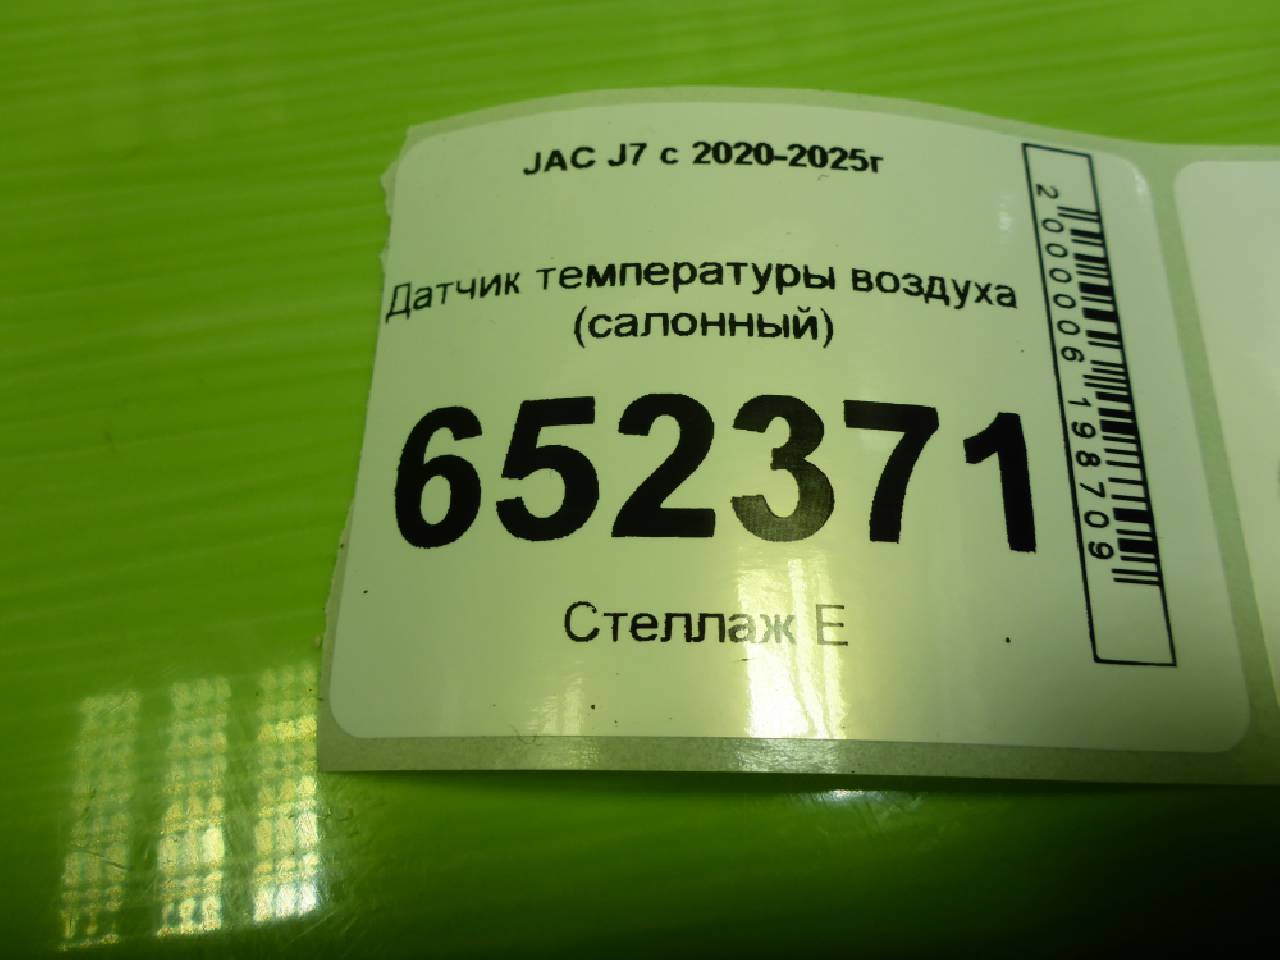 JAC J7 с 2020-2025г
Датчик температуры воздуха
(салонный)
652371
Стеллаж Е
2000006198709